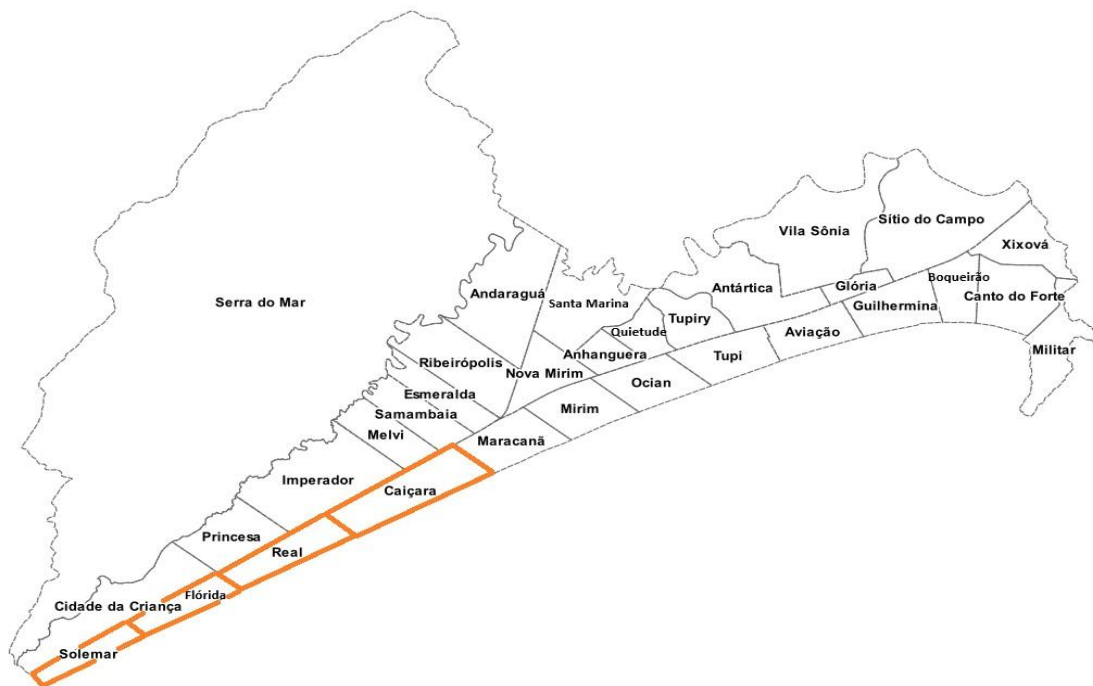 Sítio do Campo
Vila Sônia
Xixová
Boqueirão
Antártica
Glória
Andaraguá
Canto do Forte
Serra do Mar
Santa Marina
Guilhermina
Tupiry
Quietude
Aviação
Militar
Anhanguera
Tupi
Ribeirópolis
Nova Mirim
Ocian
Esmeralda
Mirim
Samambaia
Melvi
Maracanã
Imperador
Caiçara
Princesa
Real
Flórida
Cidade da Criança
Solemar